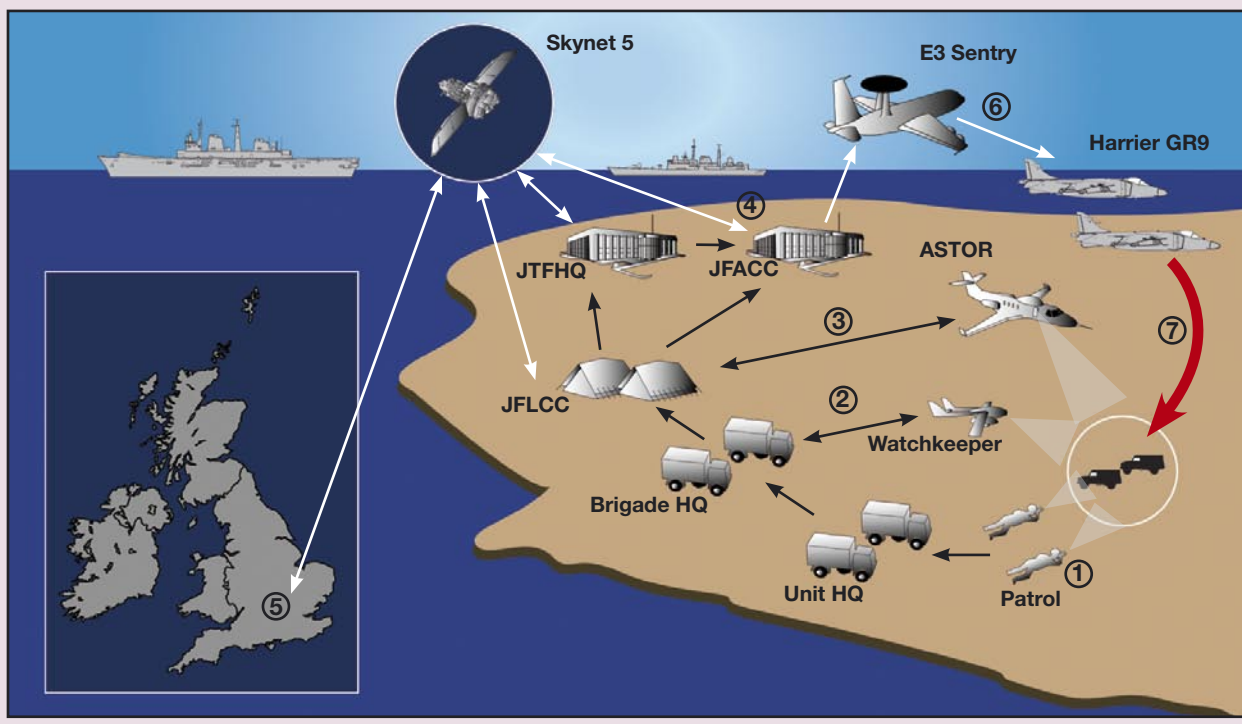 Skynet 5
E3 Sentry
⑥
Harrier GR9
④
JTFHQ
JFACC
ASTOR
③
⑦
JFLCC
②
Watchkeeper
Brigade HQ
⑤
Unit HQ
①
Patrol